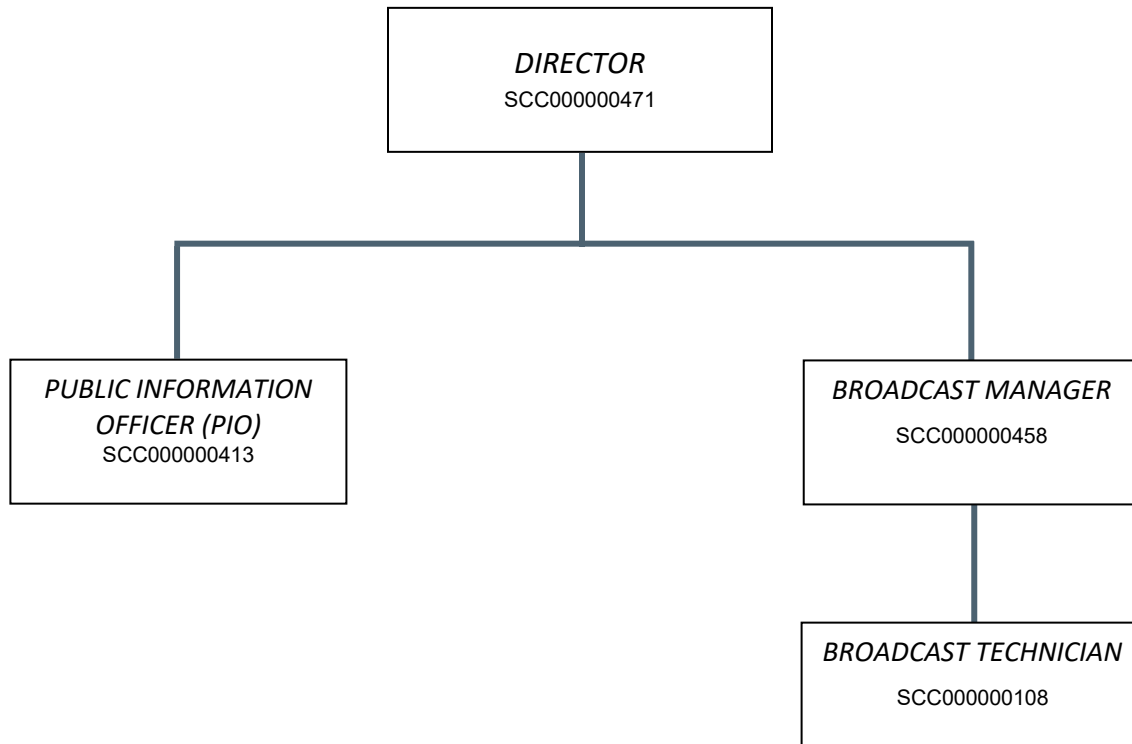 DIRECTOR
SCC000000471
PUBLIC INFORMATION
OFFICER (PIO)
SCC000000413
BROADCAST MANAGER
SCC000000458
BROADCAST TECHNICIAN
SCC000000108